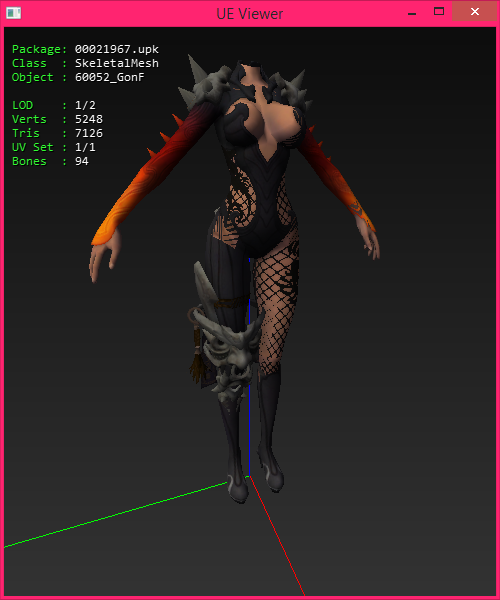 UE Viewer
Package: 00021967.upk
Class : SkeletalMesh
Object : 60052_GonF
LOD : 1/2
Verts : 5248
Tris : 7126
UV Set : 1/1
Bones : 94